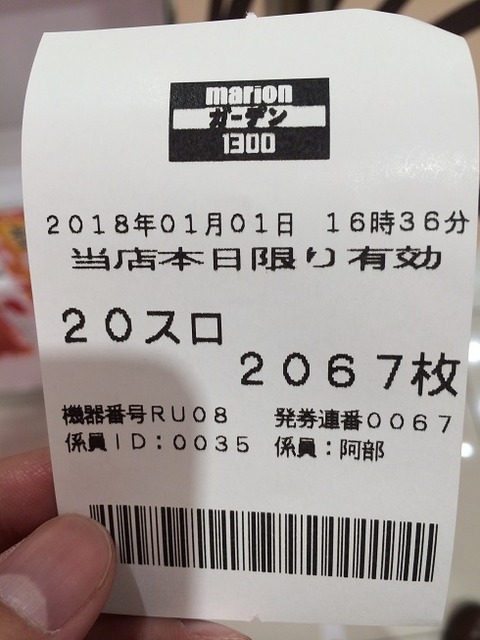 marion
ガーデン
1300
2018年01月01日 16時36分
当店本日限り有効
20スロ
2067枚
機器番号RU08 発券連番0067
係員ID:0035 係員:阿部